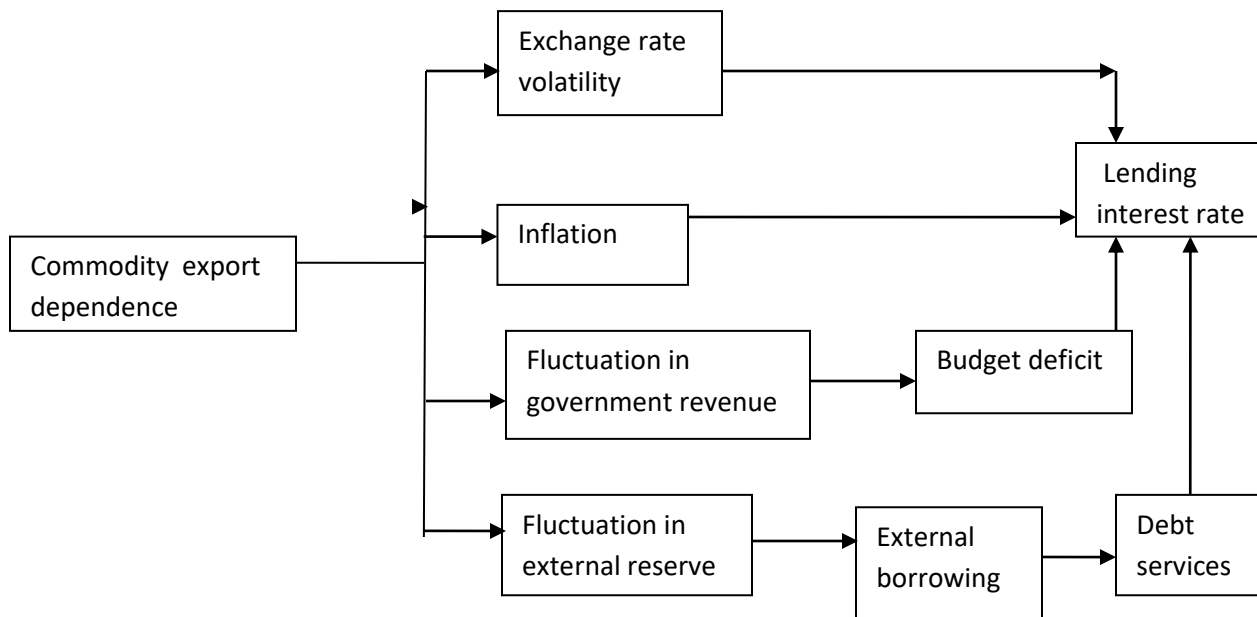 Exchange rate
volatility
Lending
interest rate
Inflation
Commodity  export
dependence
Fluctuation in
government revenue
Budget deficit
Fluctuation in
external reserve
External
borrowing
Debt
services